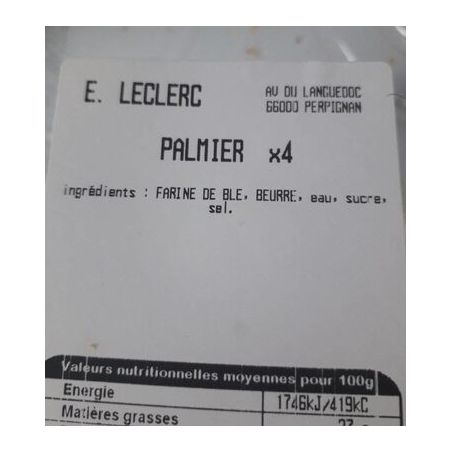 E. LECLERC
AV DU LANGUEDOC
66000 PERPIGNAN
PALMIER x4
ingrédients : FARINE DE BLE, BEURRE, eau, sucre,
sel.
Valeurs nutritionnelles moyennes pour 100g
Energie 1746kJ/419kC
Matières grasses